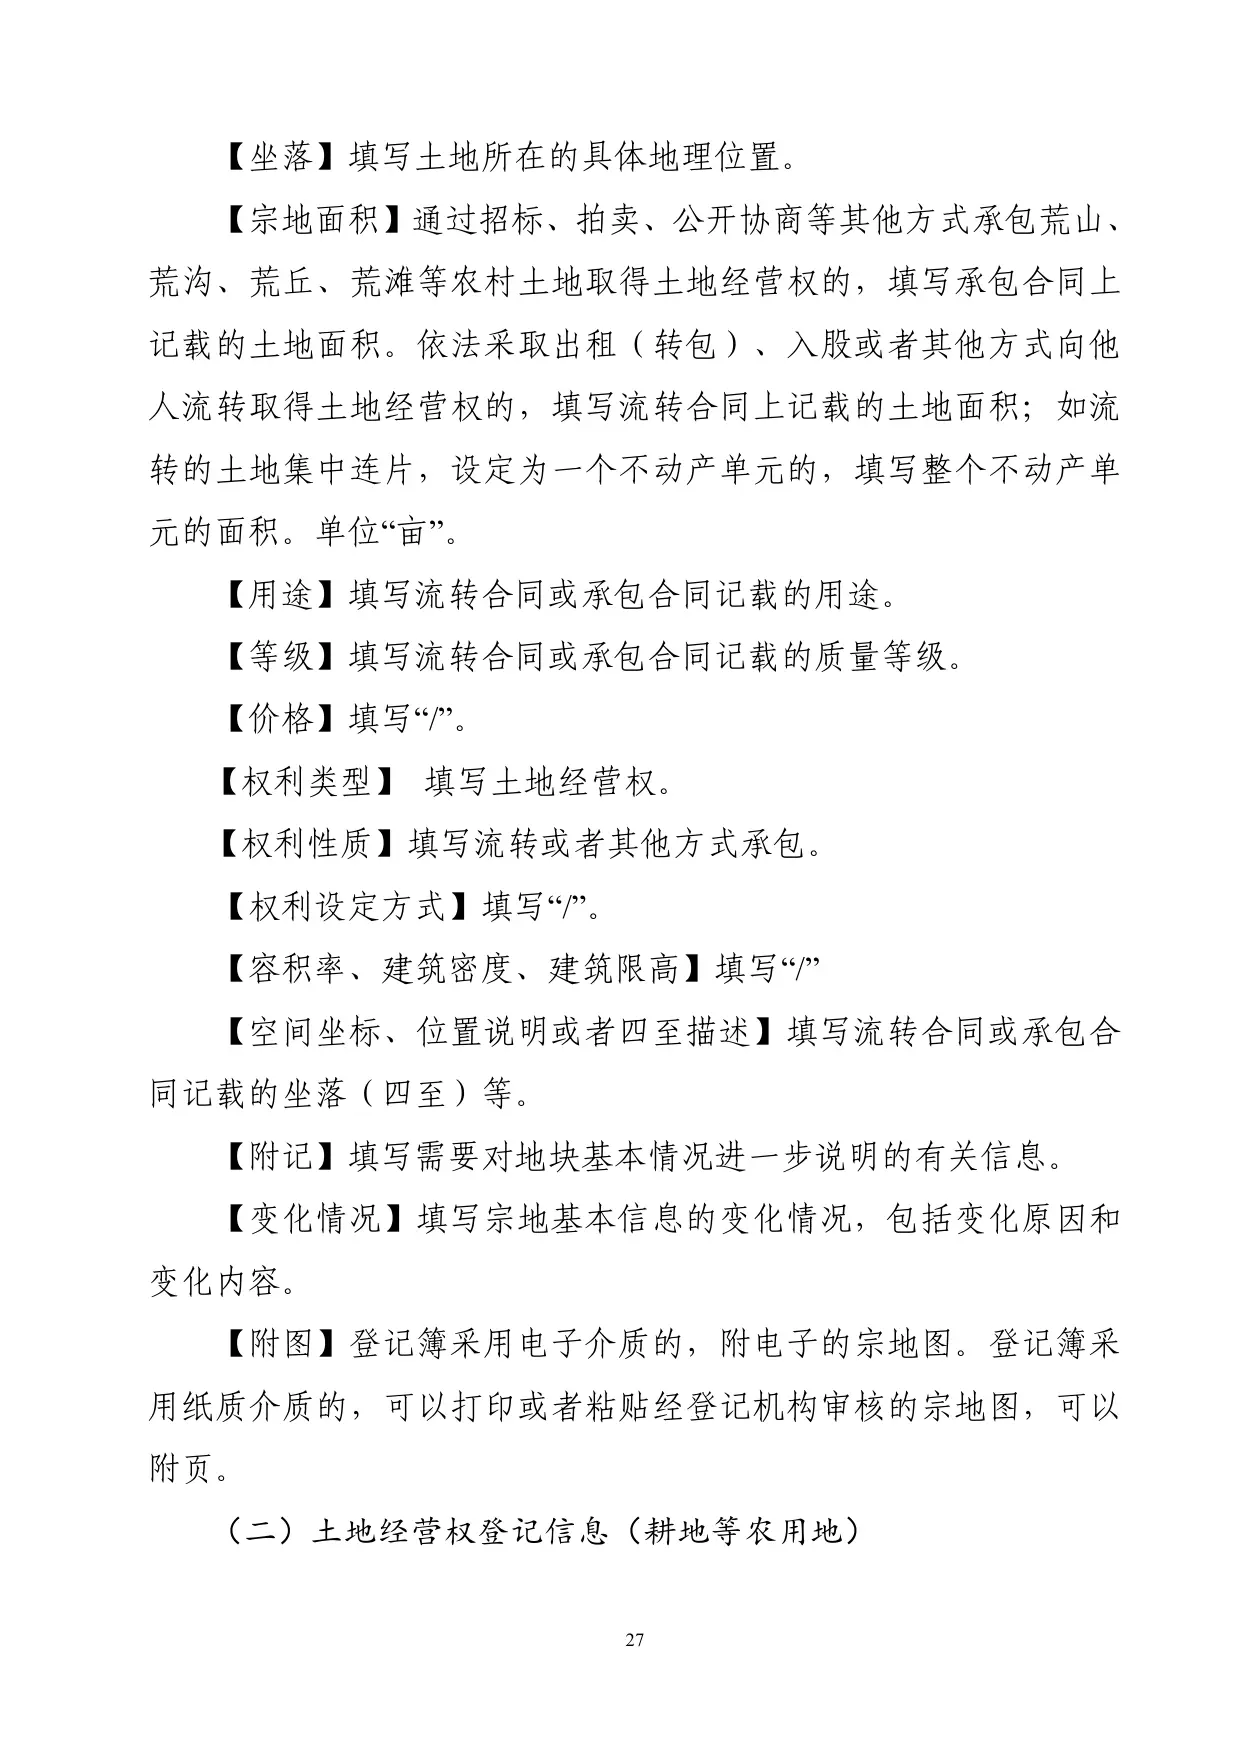 【坐落】填写土地所在的具体地理位置。
【宗地面积】通过招标、拍卖、公开协商等其他方式承包荒山、
荒沟、荒丘、荒滩等农村土地取得土地经营权的，填写承包合同上
记载的土地面积。依法采取出租（转包）、入股或者其他方式向他
人流转取得土地经营权的，填写流转合同上记载的土地面积；如流
转的土地集中连片，设定为一个不动产单元的，填写整个不动产单
元的面积。单位“亩”。
【用途】填写流转合同或承包合同记载的用途。
【等级】填写流转合同或承包合同记载的质量等级。
【价格】填写“/”。
【权利类型】 填写土地经营权。
【权利性质】填写流转或者其他方式承包。
【权利设定方式】填写“/”。
【容积率、建筑密度、建筑限高】填写“/”
【空间坐标、位置说明或者四至描述】填写流转合同或承包合
同记载的坐落（四至）等。
【附记】填写需要对地块基本情况进一步说明的有关信息。
【变化情况】填写宗地基本信息的变化情况，包括变化原因和
变化内容。
【附图】登记簿采用电子介质的，附电子的宗地图。登记簿采
用纸质介质的，可以打印或者粘贴经登记机构审核的宗地图，可以
附页。
（二）土地经营权登记信息（耕地等农用地）
27